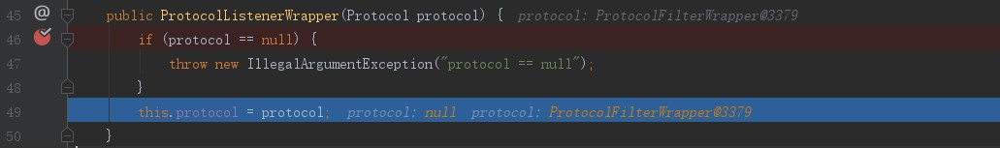 45 @ public ProtocolListenerWrapper(Protocol protocol) { protocol: ProtocolFilterWrapper@3379
46 if (protocol == null) {
47 throw new IllegalArgumentException("protocol == null");
48 }
49 this.protocol = protocol; protocol: null protocol: ProtocolFilterWrapper@3379
50 }